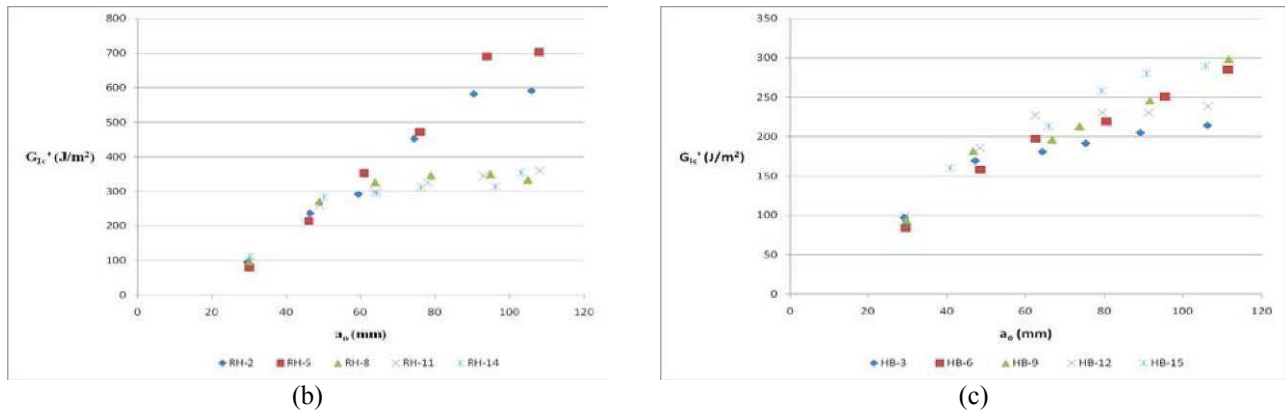 800
700
600
500
400
300
200
100
0
G_Ic' (J/m²)
0 20 40 60 80 100 120
a_o (mm)
RH-2 RH-5 RH-8 RH-11 RH-14
(b)
350
300
250
200
150
100
50
0
G_Ic' (J/m²)
0 20 40 60 80 100 120
a_o (mm)
HB-3 HB-6 HB-9 HB-12 HB-15
(c)